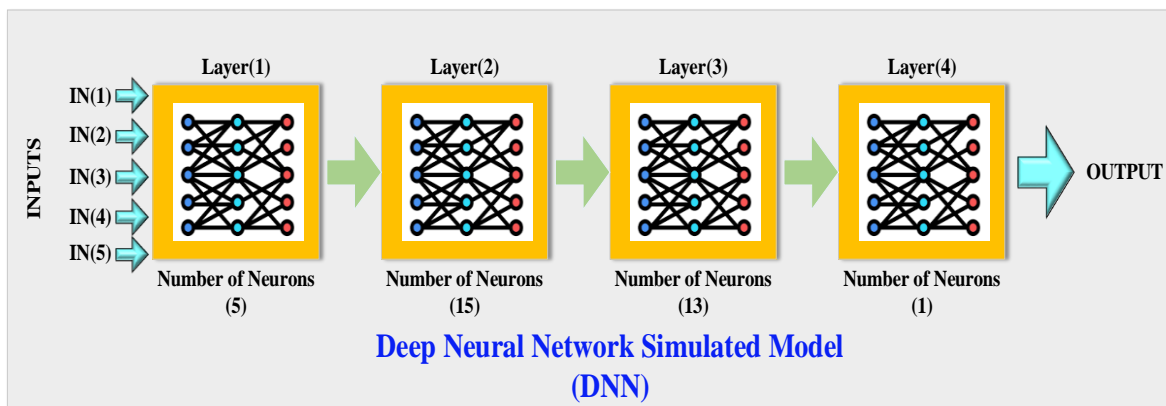 Layer(1) Layer(2) Layer(3) Layer(4)
INPUTS
IN(1)
IN(2)
IN(3)
IN(4)
IN(5)
OUTPUT
Number of Neurons Number of Neurons Number of Neurons Number of Neurons
(5) (15) (13) (1)
Deep Neural Network Simulated Model
(DNN)